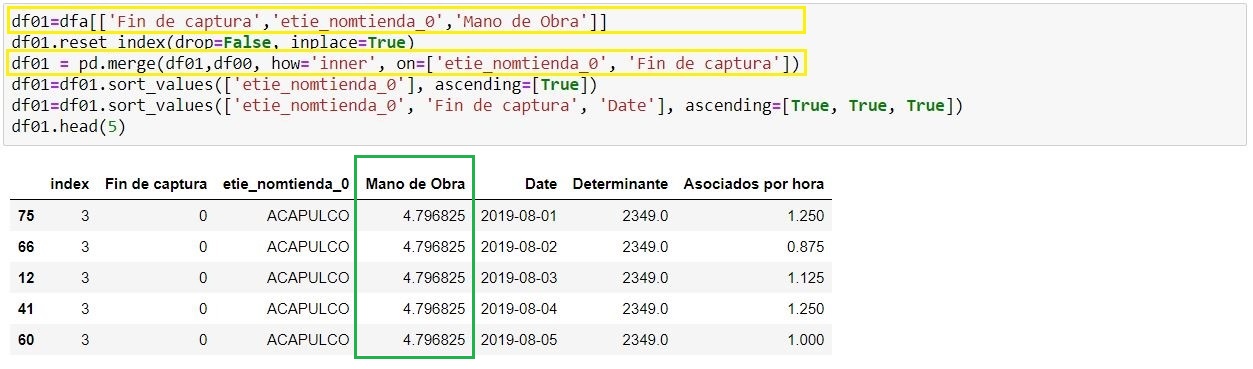 df01=dfa[['Fin de captura','etie_nomtienda_0','Mano de Obra']]
df01.reset_index(drop=False, inplace=True)
df01 = pd.merge(df01,df00, how='inner', on=['etie_nomtienda_0', 'Fin de captura'])
df01=df01.sort_values(['etie_nomtienda_0'], ascending=[True])
df01=df01.sort_values(['etie_nomtienda_0', 'Fin de captura', 'Date'], ascending=[True, True, True])
df01.head(5)
index Fin de captura etie_nomtienda_0 Mano de Obra Date Determinante Asociados por hora
75 3 0 ACAPULCO 4.796825 2019-08-01 2349.0 1.250
66 3 0 ACAPULCO 4.796825 2019-08-02 2349.0 0.875
12 3 0 ACAPULCO 4.796825 2019-08-03 2349.0 1.125
41 3 0 ACAPULCO 4.796825 2019-08-04 2349.0 1.250
60 3 0 ACAPULCO 4.796825 2019-08-05 2349.0 1.000